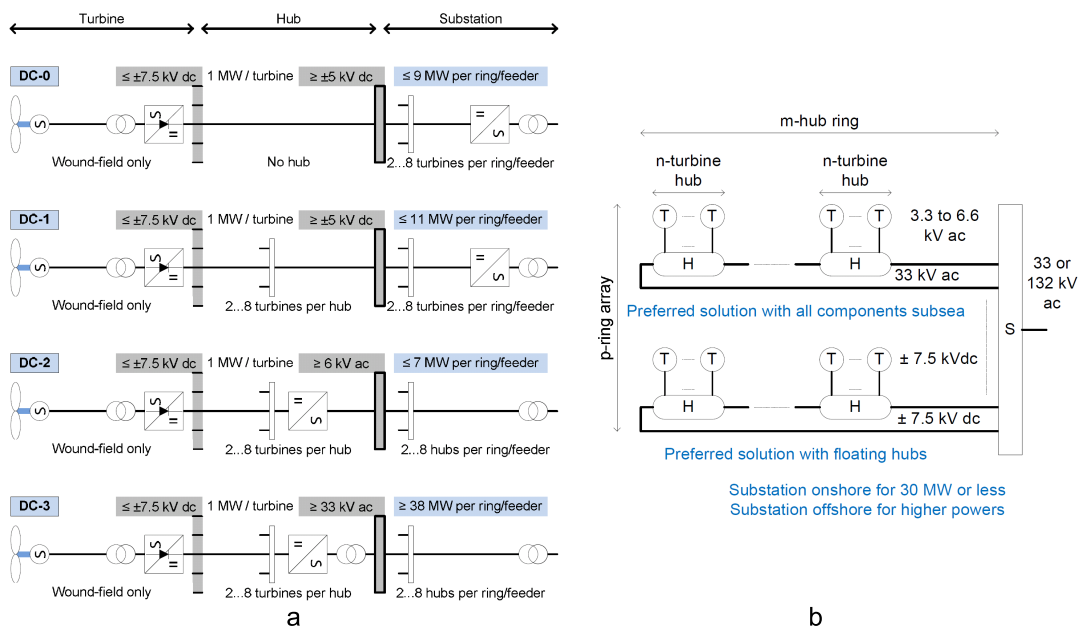 Turbine Hub Substation
DC-0 ≤ ±7.5 kV dc 1 MW / turbine ≥ ±5 kV dc ≤ 9 MW per ring/feeder
S S = = S
Wound-field only No hub 2...8 turbines per ring/feeder
DC-1 ≤ ±7.5 kV dc 1 MW / turbine ≥ ±5 kV dc ≤ 11 MW per ring/feeder
S S = = S
Wound-field only 2...8 turbines per hub 2...8 turbines per ring/feeder
DC-2 ≤ ±7.5 kV dc 1 MW / turbine ≥ 6 kV ac ≤ 7 MW per ring/feeder
S S = = S
Wound-field only 2...8 turbines per hub 2...8 hubs per ring/feeder
DC-3 ≤ ±7.5 kV dc 1 MW / turbine ≥ 33 kV ac ≥ 38 MW per ring/feeder
S S = = S
Wound-field only 2...8 turbines per hub 2...8 hubs per ring/feeder
a
m-hub ring
n-turbine
hub
n-turbine
hub
T T T T
3.3 to 6.6
kV ac
H H
33 kV ac
33 or
132 kV
ac
Preferred solution with all components subsea
p-ring array
S
T T T T
± 7.5 kVdc
H H
± 7.5 kV dc
Preferred solution with floating hubs
Substation onshore for 30 MW or less
Substation offshore for higher powers
b